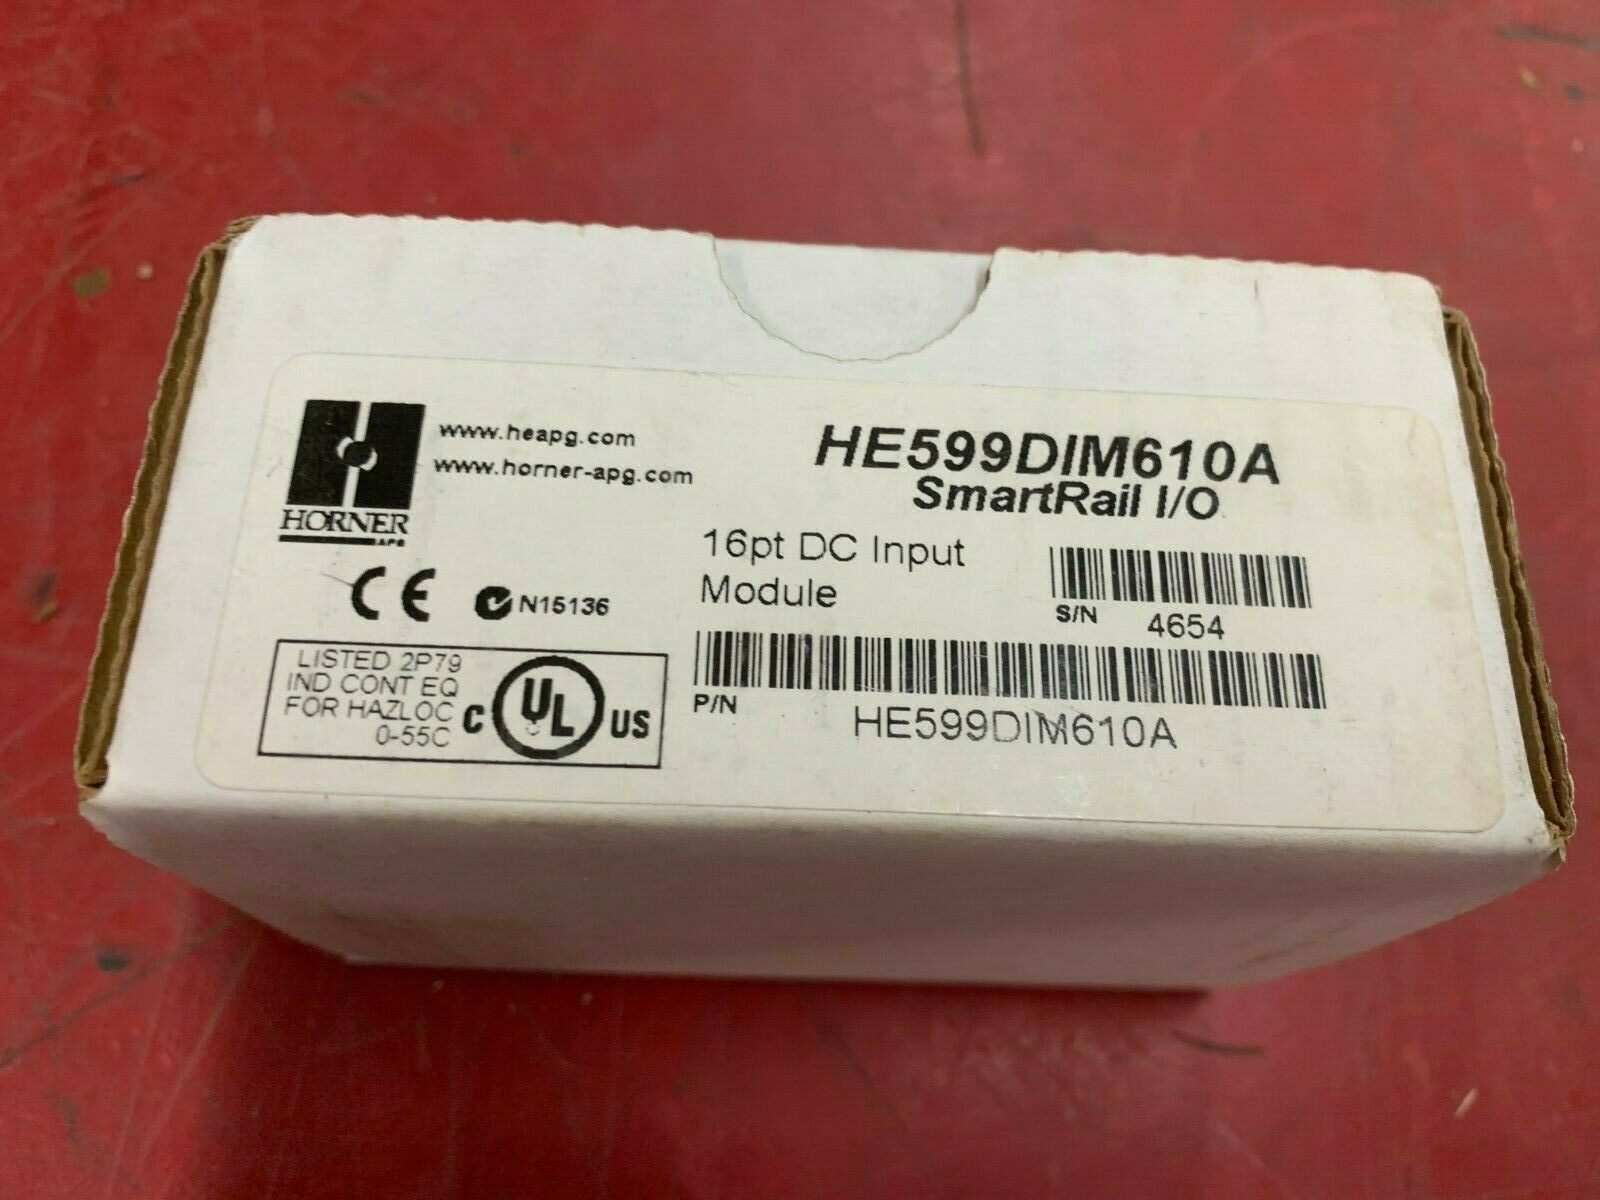 www.heapg.com
www.horner-apg.com
HORNER
APG
CE
N15136
LISTED 2P79
IND CONT EQ
FOR HAZLOC
0-55C
C UL US
HE599DIM610A
SmartRail I/O
16pt DC Input
Module
S/N 4654
P/N HE599DIM610A